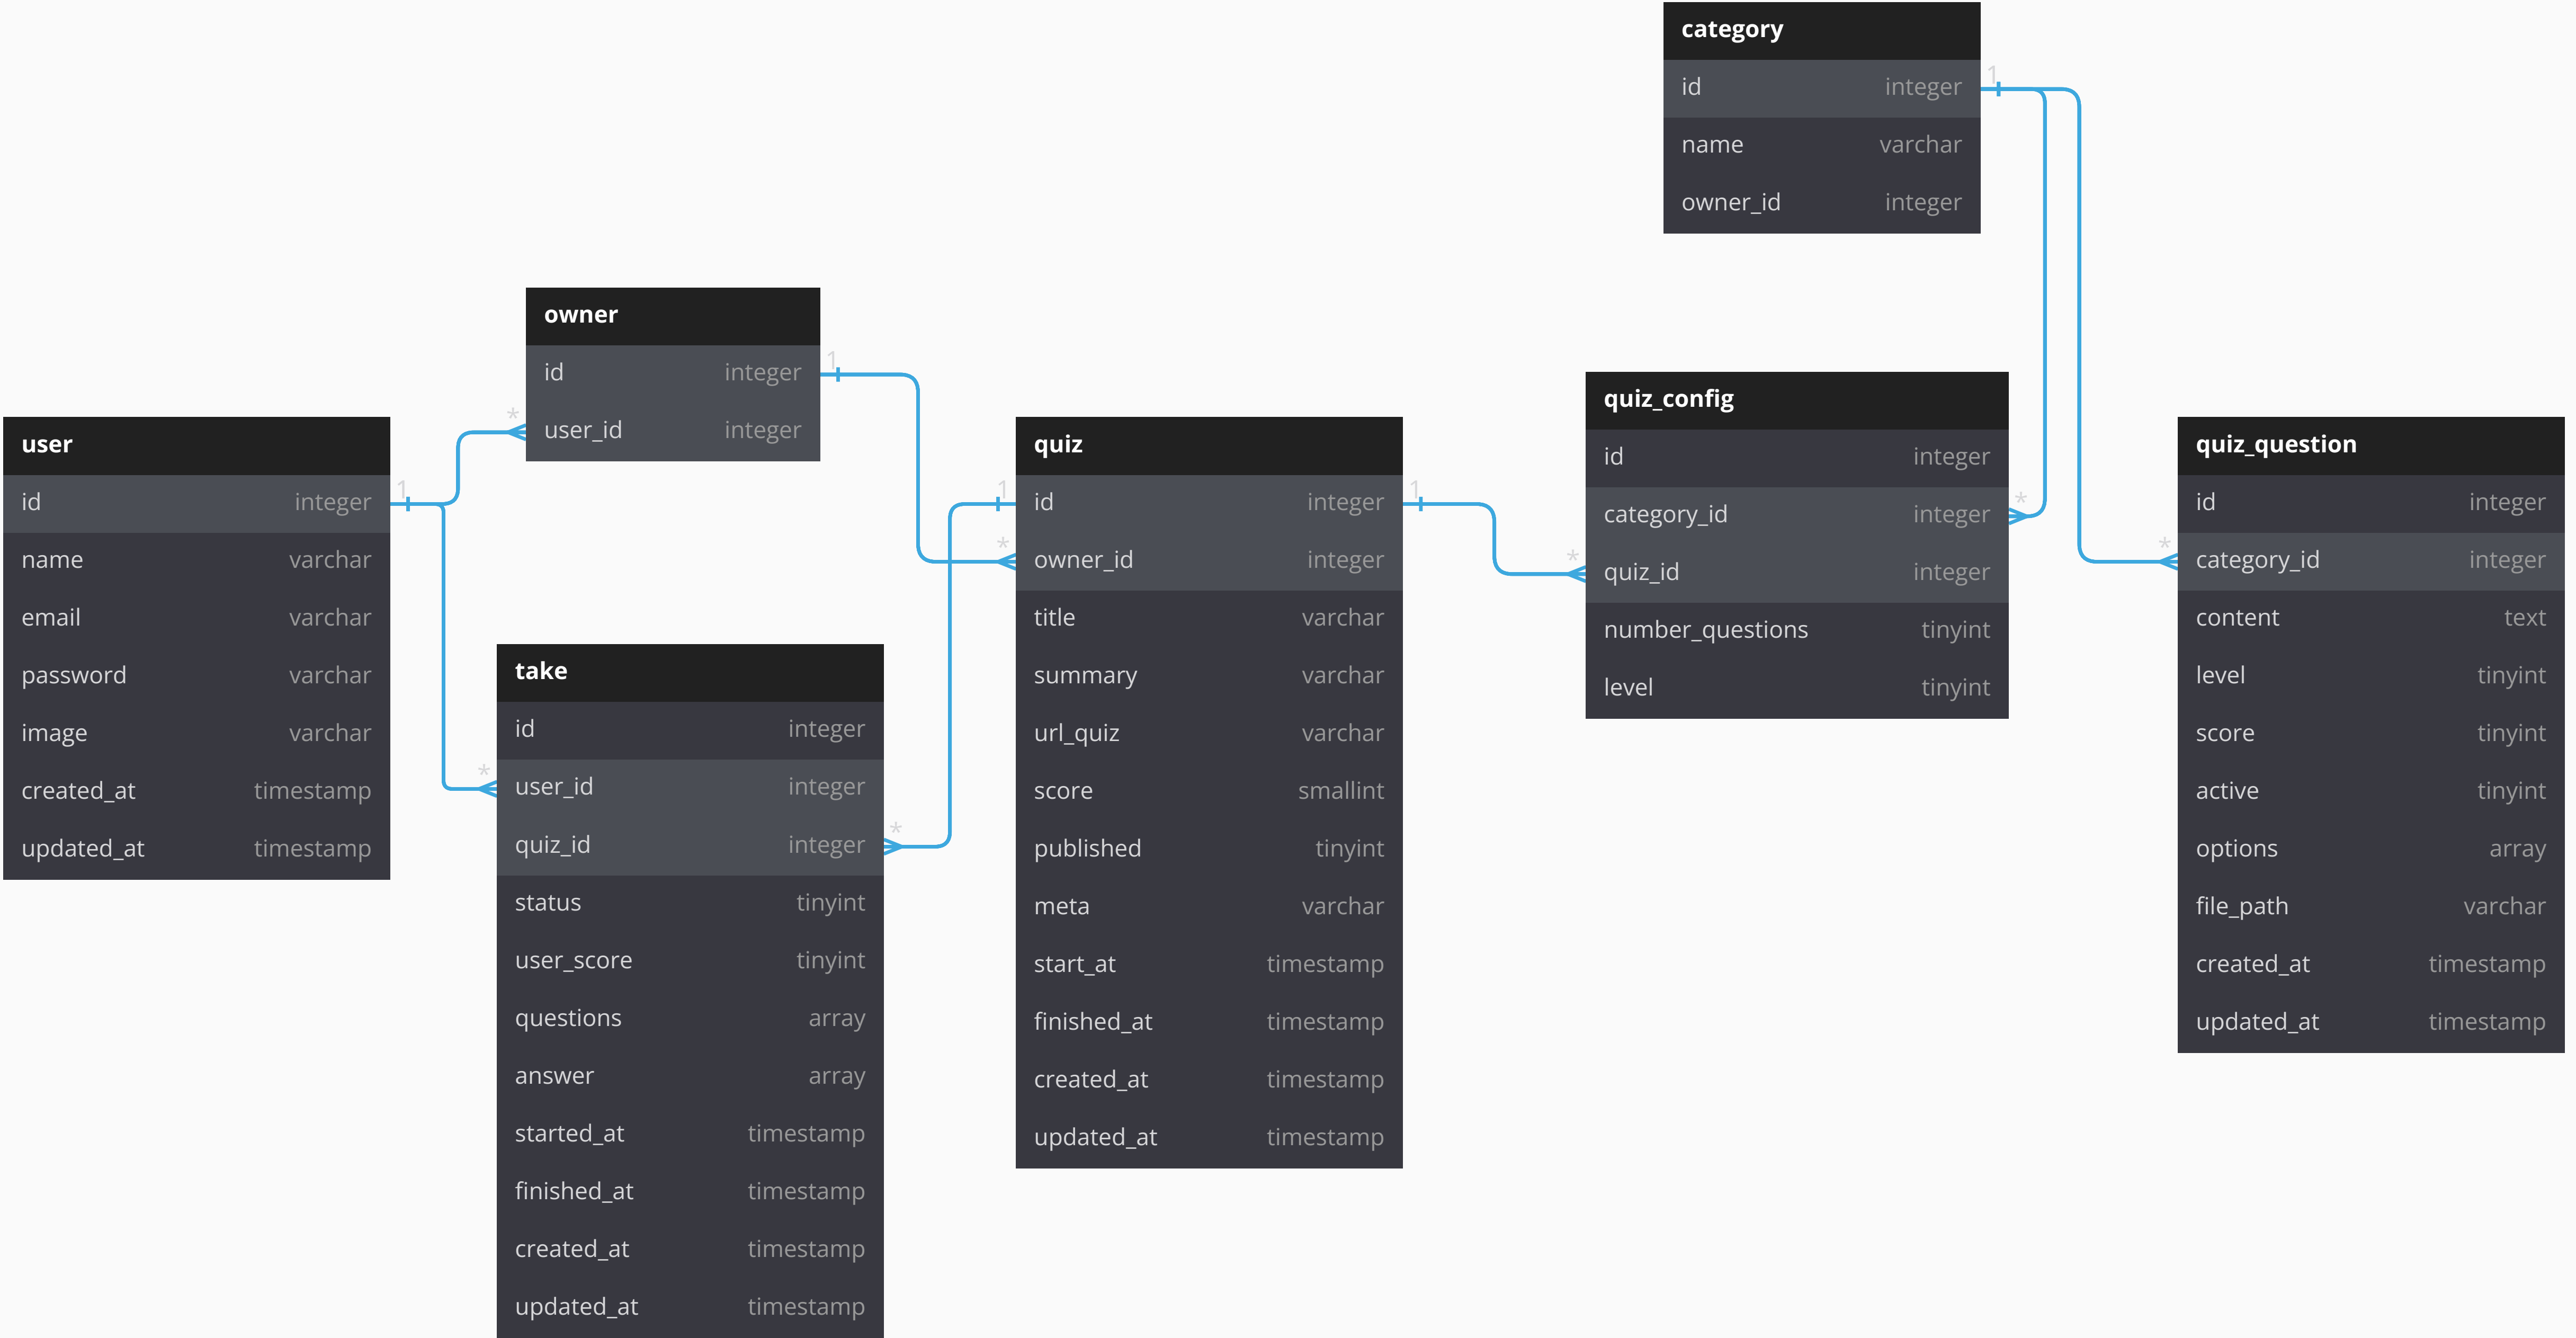 category
id integer
name varchar
owner_id integer
1
owner
id integer
user_id integer
1
*
user
id integer
name varchar
email varchar
password varchar
image varchar
created_at timestamp
updated_at timestamp
1
take
id integer
user_id integer
quiz_id integer
status tinyint
user_score tinyint
questions array
answer array
started_at timestamp
finished_at timestamp
created_at timestamp
updated_at timestamp
*
*
quiz
id integer
owner_id integer
title varchar
summary varchar
url_quiz varchar
score smallint
published tinyint
meta varchar
start_at timestamp
finished_at timestamp
created_at timestamp
updated_at timestamp
1
*
1
quiz_config
id integer
category_id integer
quiz_id integer
number_questions tinyint
level tinyint
*
*
quiz_question
id integer
category_id integer
content text
level tinyint
score tinyint
active tinyint
options array
file_path varchar
created_at timestamp
updated_at timestamp
*